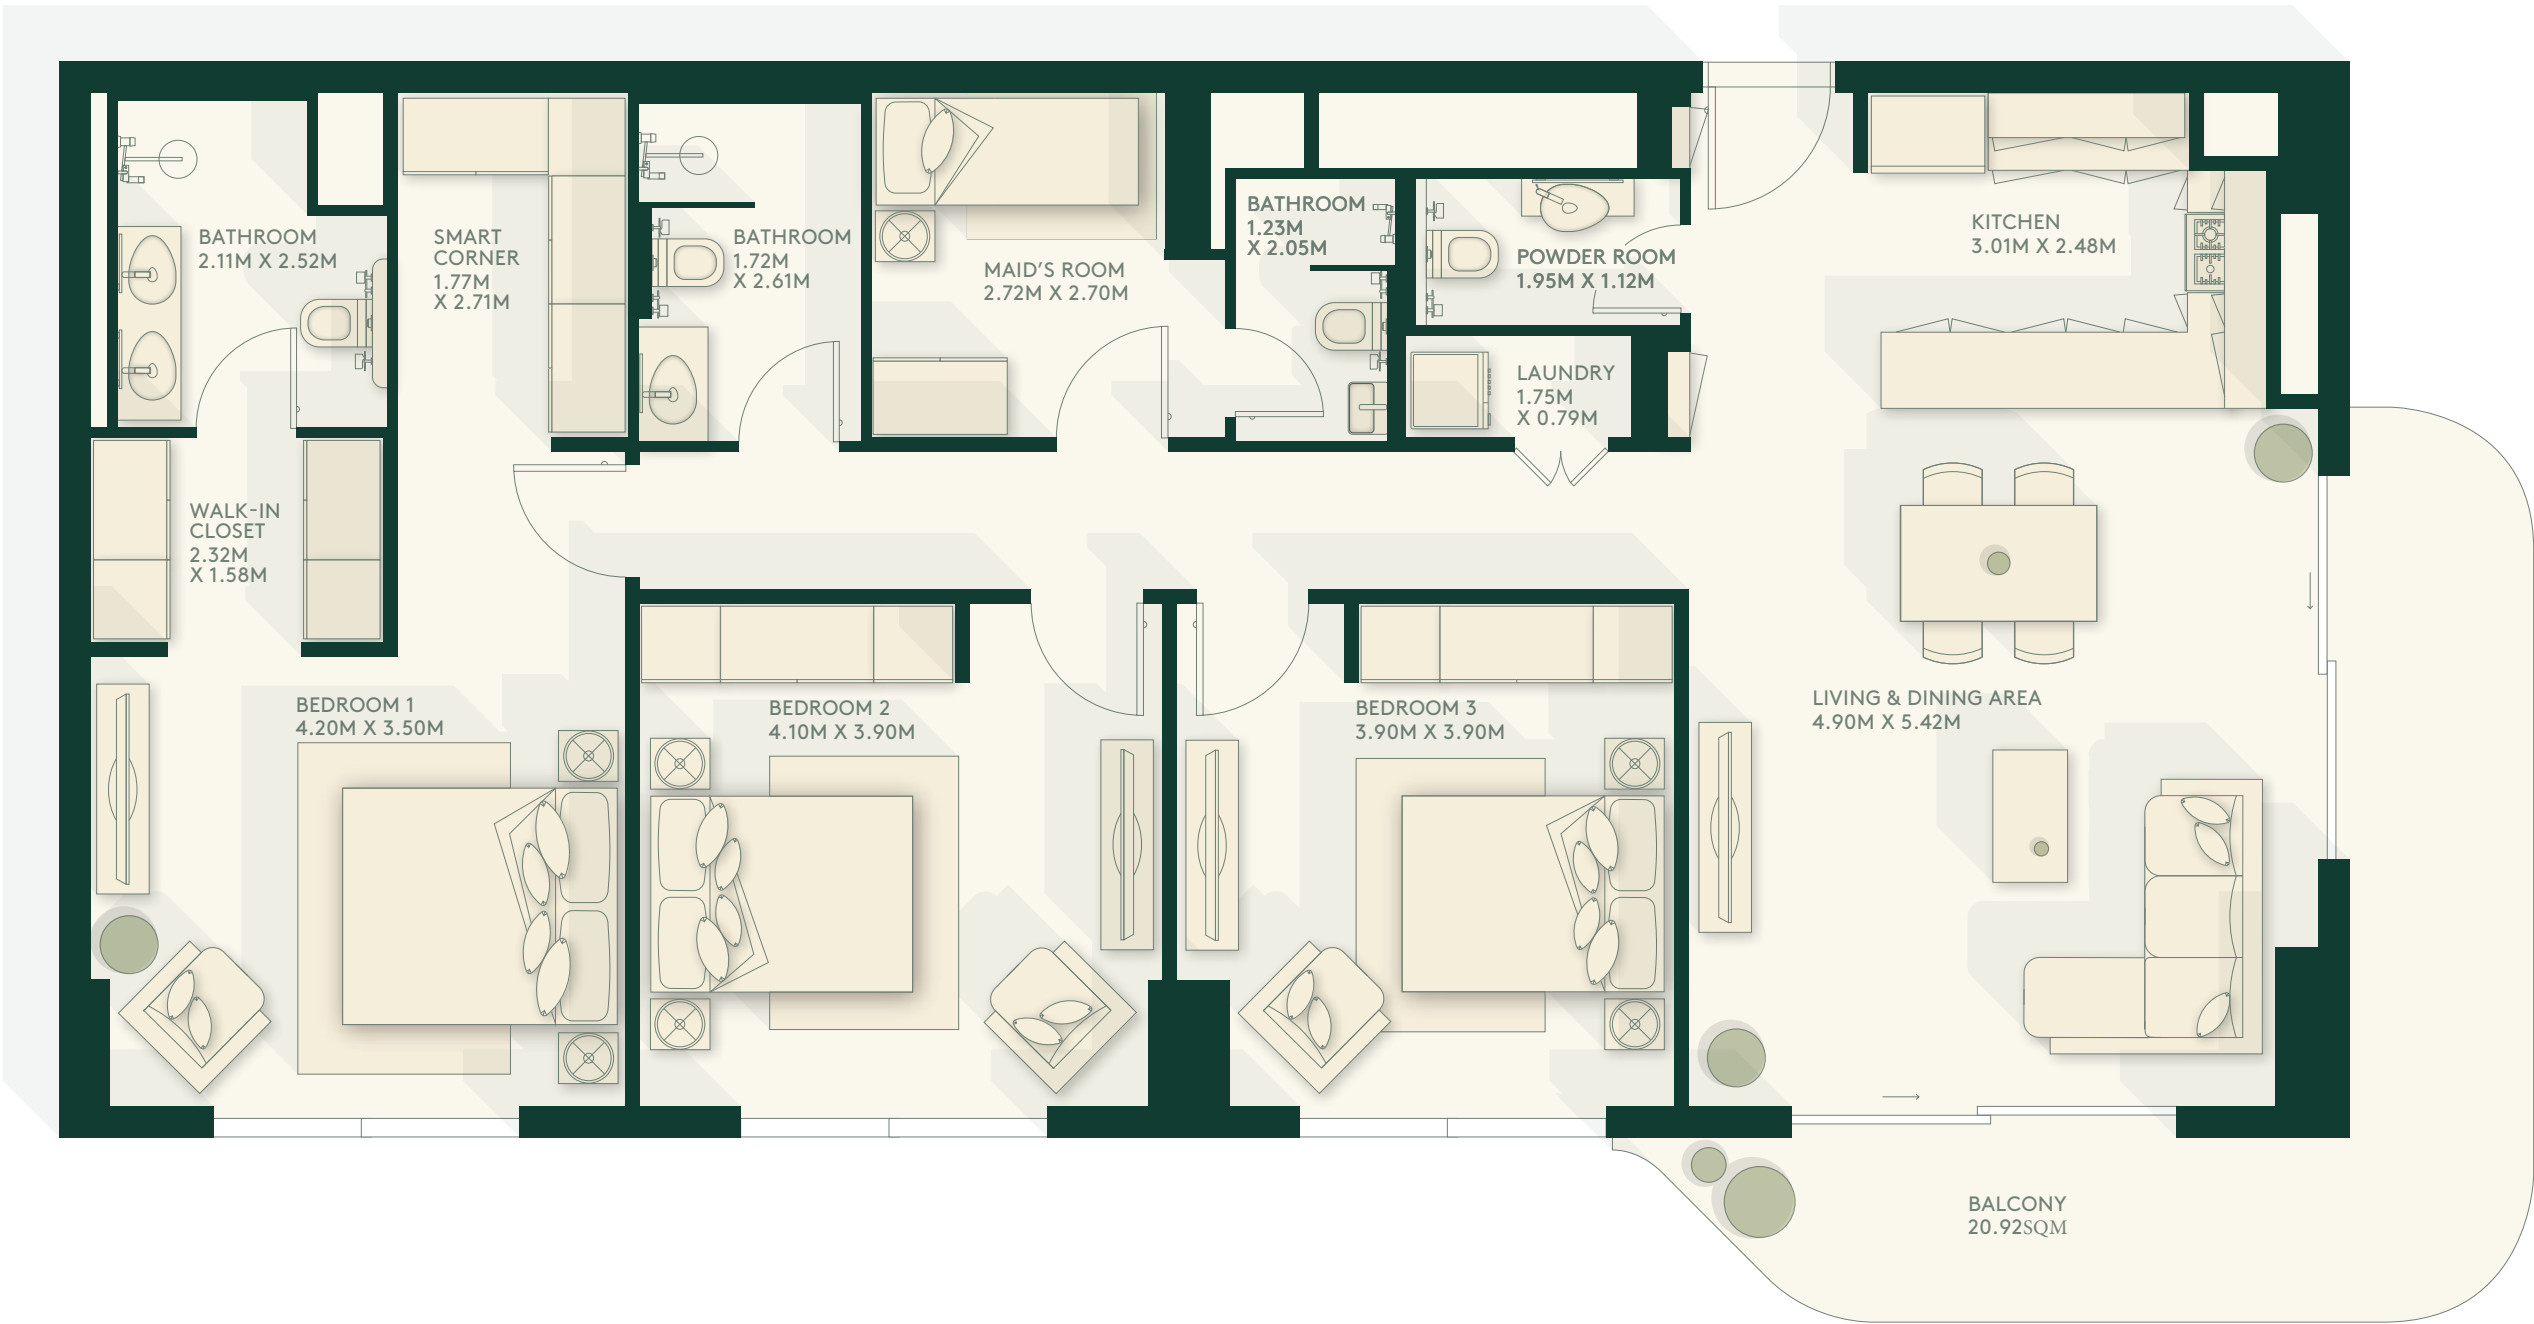 BATHROOM
2.11M X 2.52M
SMART
CORNER
1.77M
X 2.71M
BATHROOM
1.72M
X 2.61M
MAID'S ROOM
2.72M X 2.70M
BATHROOM
1.23M
X 2.05M
POWDER ROOM
1.95M X 1.12M
KITCHEN
3.01M X 2.48M
LAUNDRY
1.75M
X 0.79M
WALK-IN
CLOSET
2.32M
X 1.58M
BEDROOM 1
4.20M X 3.50M
BEDROOM 2
4.10M X 3.90M
BEDROOM 3
3.90M X 3.90M
LIVING & DINING AREA
4.90M X 5.42M
BALCONY
20.92SQM